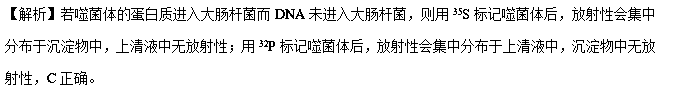 【解析】若噬菌体的蛋白质进入大肠杆菌而 DNA 未进入大肠杆菌，则用 ³⁵S 标记噬菌体后，放射性会集中
分布于沉淀物中，上清液中无放射性；用 ³²P 标记噬菌体后，放射性会集中分布于上清液中，沉淀物中无放
射性，C 正确。